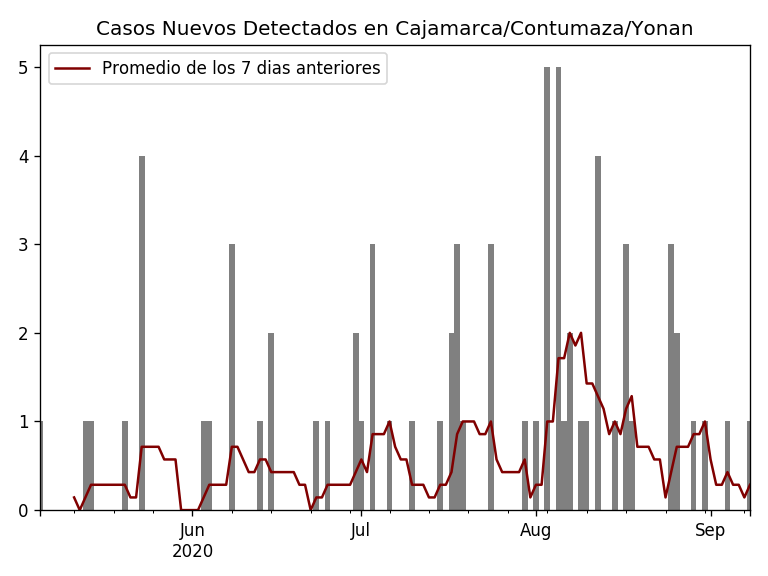 Casos Nuevos Detectados en Cajamarca/Contumaza/Yonan
Promedio de los 7 dias anteriores
5
4
3
2
1
0
Jun Jul Aug Sep
2020